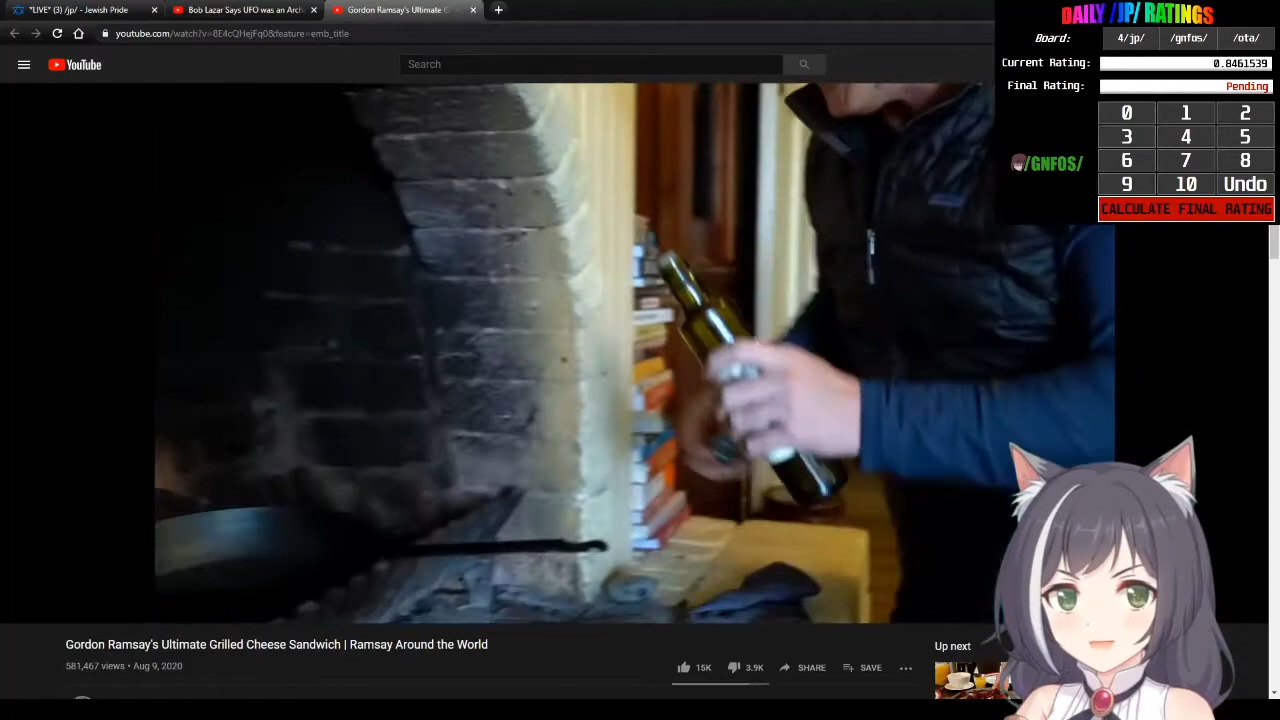 *LIVE* (3) /jp/ - Jewish Pride
Bob Lazar Says UFO was an Arch
Gordon Ramsay's Ultimate G
youtube.com/watch?v=8E4cQHejFq0&feature=emb_title
YouTube
Search
DAILY /JP/ RATINGS
Board: 4/jp/ /gnfos/ /ota/
Current Rating: 0.8461539
Final Rating: Pending
0 1 2
3 4 5
/GNFOS/
6 7 8
9 10 Undo
CALCULATE FINAL RATING
Gordon Ramsay's Ultimate Grilled Cheese Sandwich | Ramsay Around the World
581,467 views • Aug 9, 2020
15K 3.9K SHARE SAVE
Up next